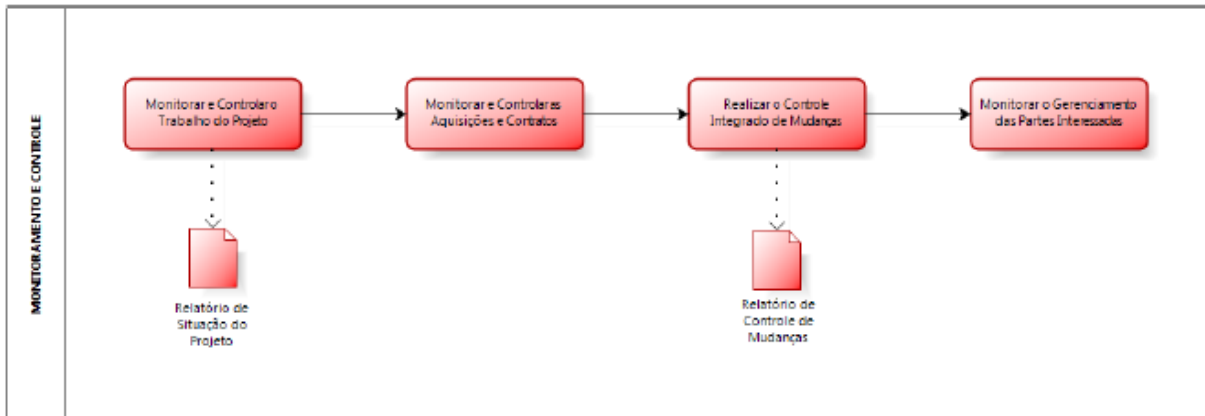 MONITORAMENTO E CONTROLE
Monitorar e Controlaro
Trabalho do Projeto
Monitorar e Controlaras
Aquisições e Contratos
Realizar o Controle
Integrado de Mudanças
Monitorar o Gerenciamento
das Partes Interessadas
Relatório de
Situação do
Projeto
Relatório de
Controle de
Mudanças